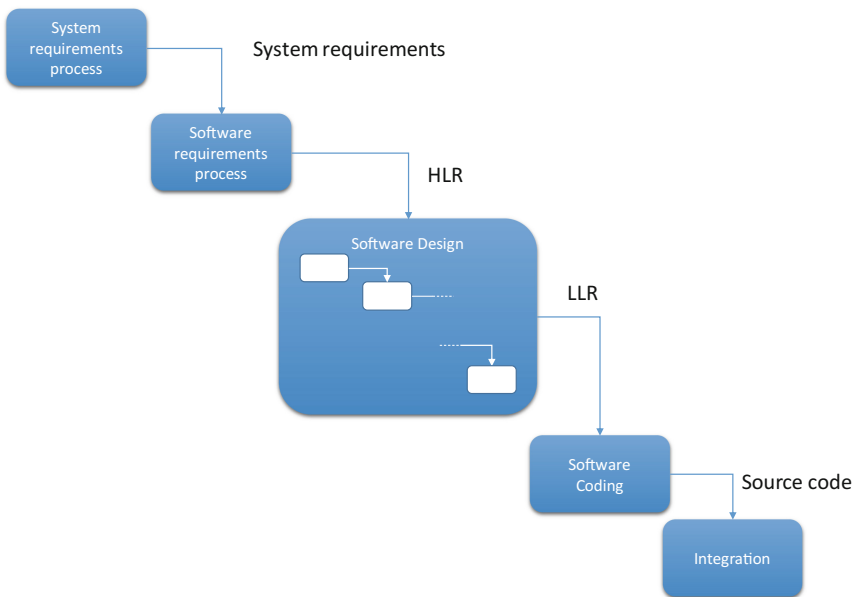 System
requirements
process
System requirements
Software
requirements
process
HLR
Software Design
LLR
Software
Coding
Source code
Integration